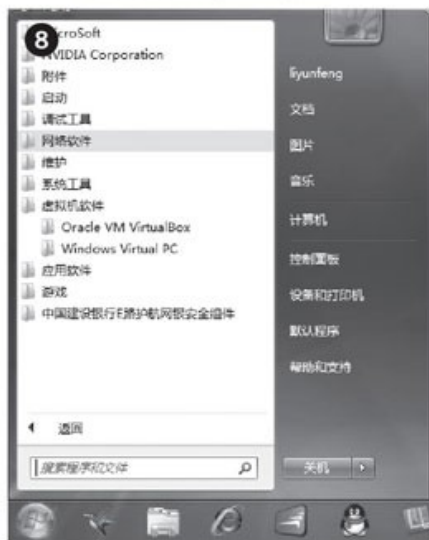 8
croSoft
NVIDIA Corporation
附件
启动
调试工具
网络软件
维护
系统工具
虚拟机软件
Oracle VM VirtualBox
Windows Virtual PC
应用软件
游戏
中国建设银行E路护航网银安全组件
返回
搜索程序和文件
liyunfeng
文档
图片
音乐
计算机
控制面板
设备和打印机
默认程序
帮助和支持
关机